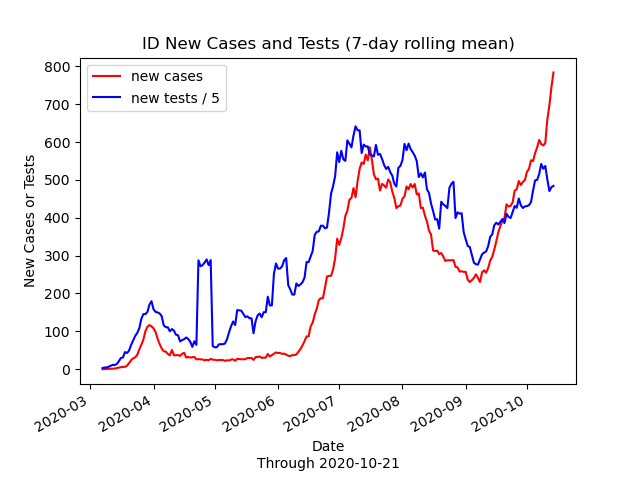 ID New Cases and Tests (7-day rolling mean)
new cases
new tests / 5
New Cases or Tests
800
700
600
500
400
300
200
100
0
2020-03
2020-04
2020-05
2020-06
2020-07
2020-08
2020-09
2020-10
Date
Through 2020-10-21